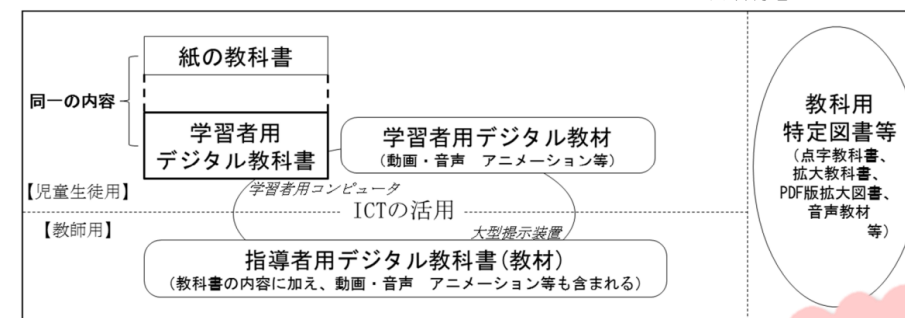 紙の教科書
同一の内容
学習者用
デジタル教科書
学習者用デジタル教材
(動画・音声　アニメーション等)
【児童生徒用】
学習者用コンピュータ
ICTの活用
【教師用】
大型提示装置
指導者用デジタル教科書(教材)
(教科書の内容に加え、動画・音声　アニメーション等も含まれる)
教科用
特定図書等
(点字教科書、
拡大教科書、
PDF版拡大図書、
音声教材
等)